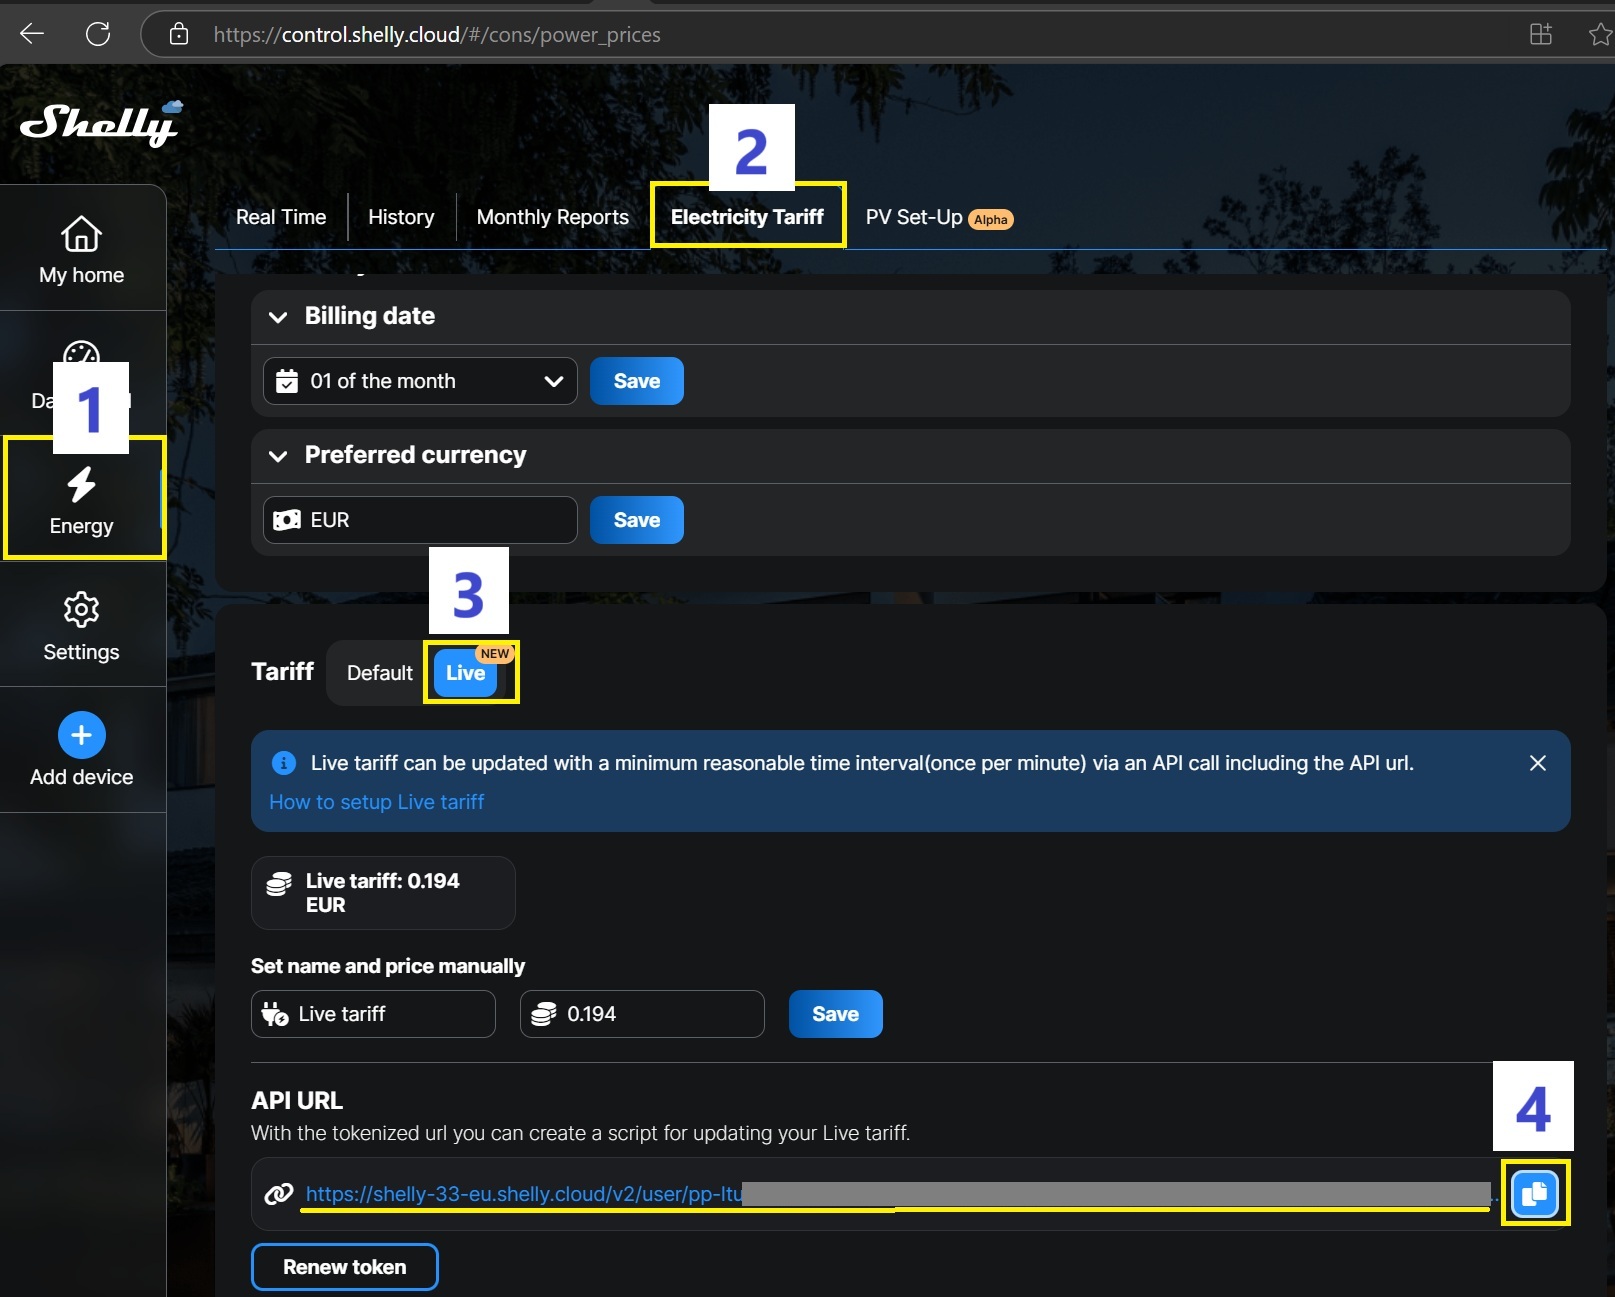 https://control.shelly.cloud/#/cons/power_prices
Shelly
2
Real Time
History
Monthly Reports
Electricity Tariff
PV Set-Up Alpha
My home
1
Energy
Settings
Add device
Billing date
01 of the month
Save
Preferred currency
EUR
Save
3
Tariff
Default
Live
NEW
Live tariff can be updated with a minimum reasonable time interval(once per minute) via an API call including the API url.
How to setup Live tariff
Live tariff: 0.194
EUR
Set name and price manually
Live tariff
0.194
Save
API URL
4
With the tokenized url you can create a script for updating your Live tariff.
https://shelly-33-eu.shelly.cloud/v2/user/pp-ltu
Renew token